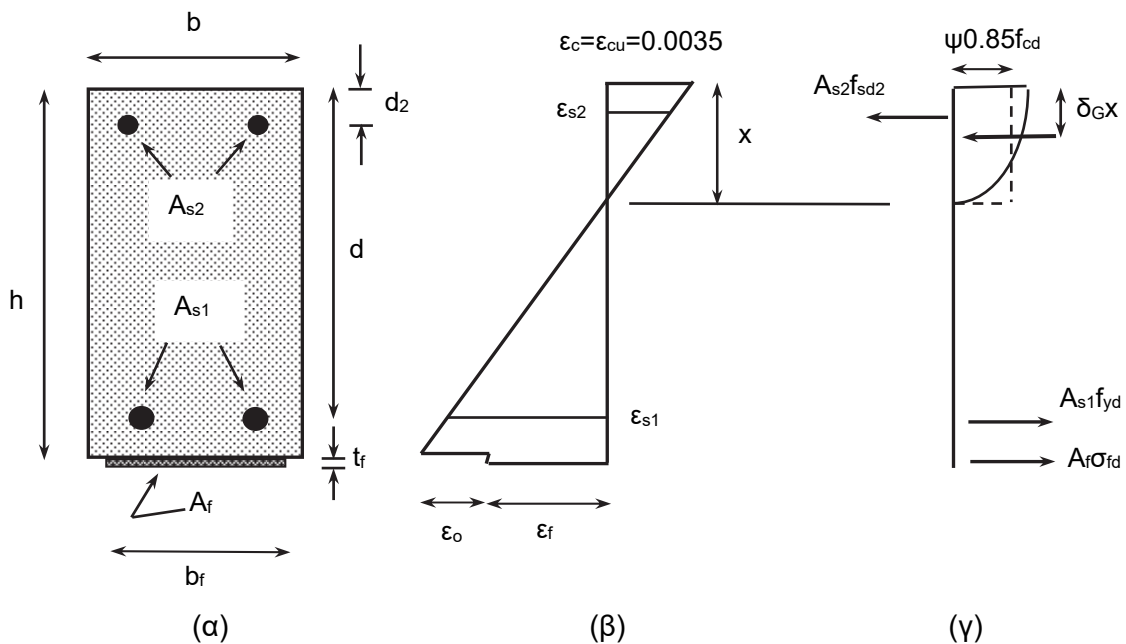 b
εc=εcu=0.0035
ψ0.85fcd
d2
As2fsd2
δGx
εs2
x
As2
d
h
As1
εs1
As1fyd
tf
Afσfd
Af
εo
εf
bf
(α)
(β)
(γ)